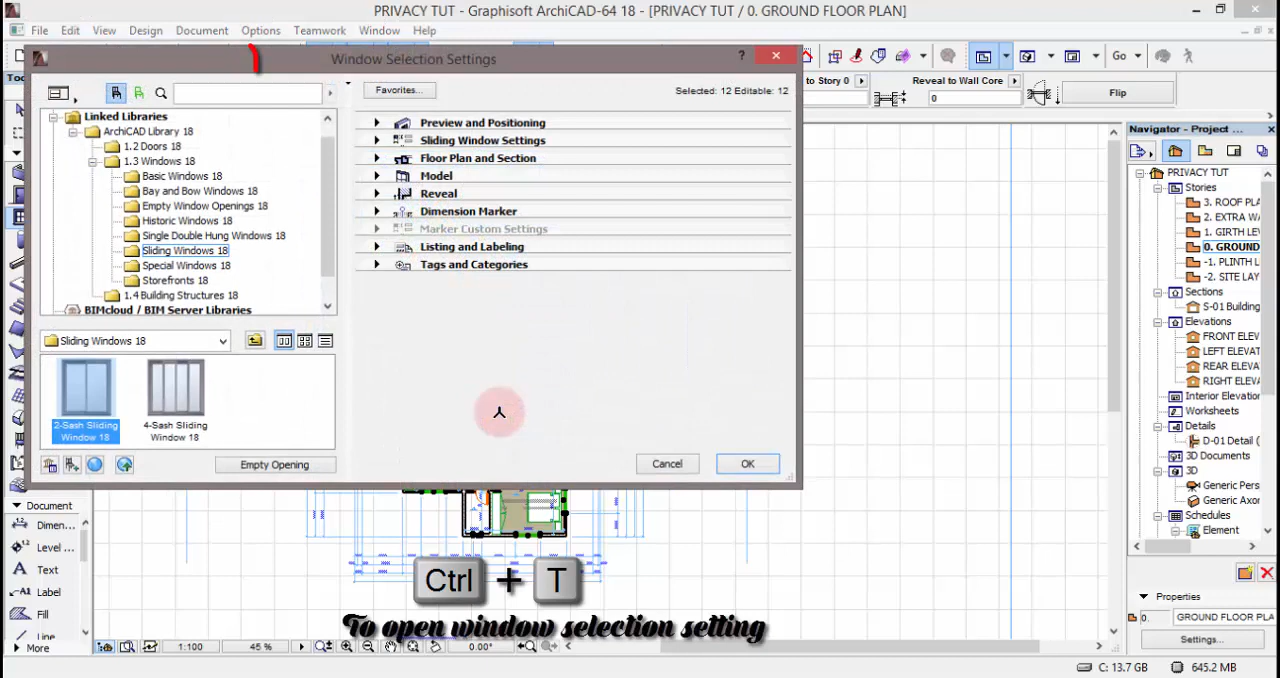 PRIVACY TUT - Graphisoft ArchiCAD-64 18 - [PRIVACY TUT / 0. GROUND FLOOR PLAN]
File Edit View Design Document Options Teamwork Window Help
Window Selection Settings
?
to Story 0
Reveal to Wall Core
0
Flip
Go
Favorites...
Selected: 12 Editable: 12
Linked Libraries
ArchiCAD Library 18
1.2 Doors 18
1.3 Windows 18
Basic Windows 18
Bay and Bow Windows 18
Empty Window Openings 18
Historic Windows 18
Single Double Hung Windows 18
Sliding Windows 18
Special Windows 18
Storefronts 18
1.4 Building Structures 18
BIMcloud / BIM Server Libraries
Sliding Windows 18
2-Sash Sliding
Window 18
4-Sash Sliding
Window 18
Empty Opening
Preview and Positioning
Sliding Window Settings
Floor Plan and Section
Model
Reveal
Dimension Marker
Marker Custom Settings
Listing and Labeling
Tags and Categories
Cancel
OK
Navigator - Project ...
PRIVACY TUT
Stories
3. ROOF PLA
2. EXTRA WA
1. GIRTH LE
0. GROUND
-1. PLINTH L
-2. SITE LAY
Sections
S-01 Building
Elevations
FRONT ELEV
LEFT ELEVAT
REAR ELEVA
RIGHT ELEV
Interior Elevation
Worksheets
Details
D-01 Detail (
3D Documents
3D
Generic Pers
Generic Axon
Schedules
Element
Properties
0.
GROUND FLOOR PLA
Settings...
Too
Document
Dimen...
Level ...
Text
Label
Fill
Line
More
Ctrl + T
To open window selection setting
1:100
45 %
0.00°
C: 13.7 GB
645.2 MB